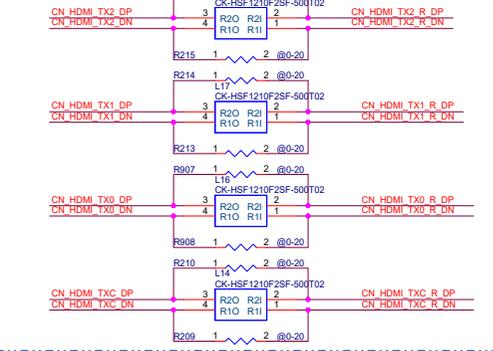 CK-HSF1210F2SF-500T02
CN_HDMI_TX2_DP 3 R2O R2I 2 CN_HDMI_TX2_R_DP
CN_HDMI_TX2_DN 4 R1O R1I 1 CN_HDMI_TX2_R_DN
R215 1 2 @0-20
R214 1 2 @0-20
L17
CK-HSF1210F2SF-500T02
CN_HDMI_TX1_DP 3 R2O R2I 2 CN_HDMI_TX1_R_DP
CN_HDMI_TX1_DN 4 R1O R1I 1 CN_HDMI_TX1_R_DN
R213 1 2 @0-20
R907 1 2 @0-20
L16
CK-HSF1210F2SF-500T02
CN_HDMI_TX0_DP 3 R2O R2I 2 CN_HDMI_TX0_R_DP
CN_HDMI_TX0_DN 4 R1O R1I 1 CN_HDMI_TX0_R_DN
R908 1 2 @0-20
R210 1 2 @0-20
L14
CK-HSF1210F2SF-500T02
CN_HDMI_TXC_DP 3 R2O R2I 2 CN_HDMI_TXC_R_DP
CN_HDMI_TXC_DN 4 R1O R1I 1 CN_HDMI_TXC_R_DN
R209 1 2 @0-20